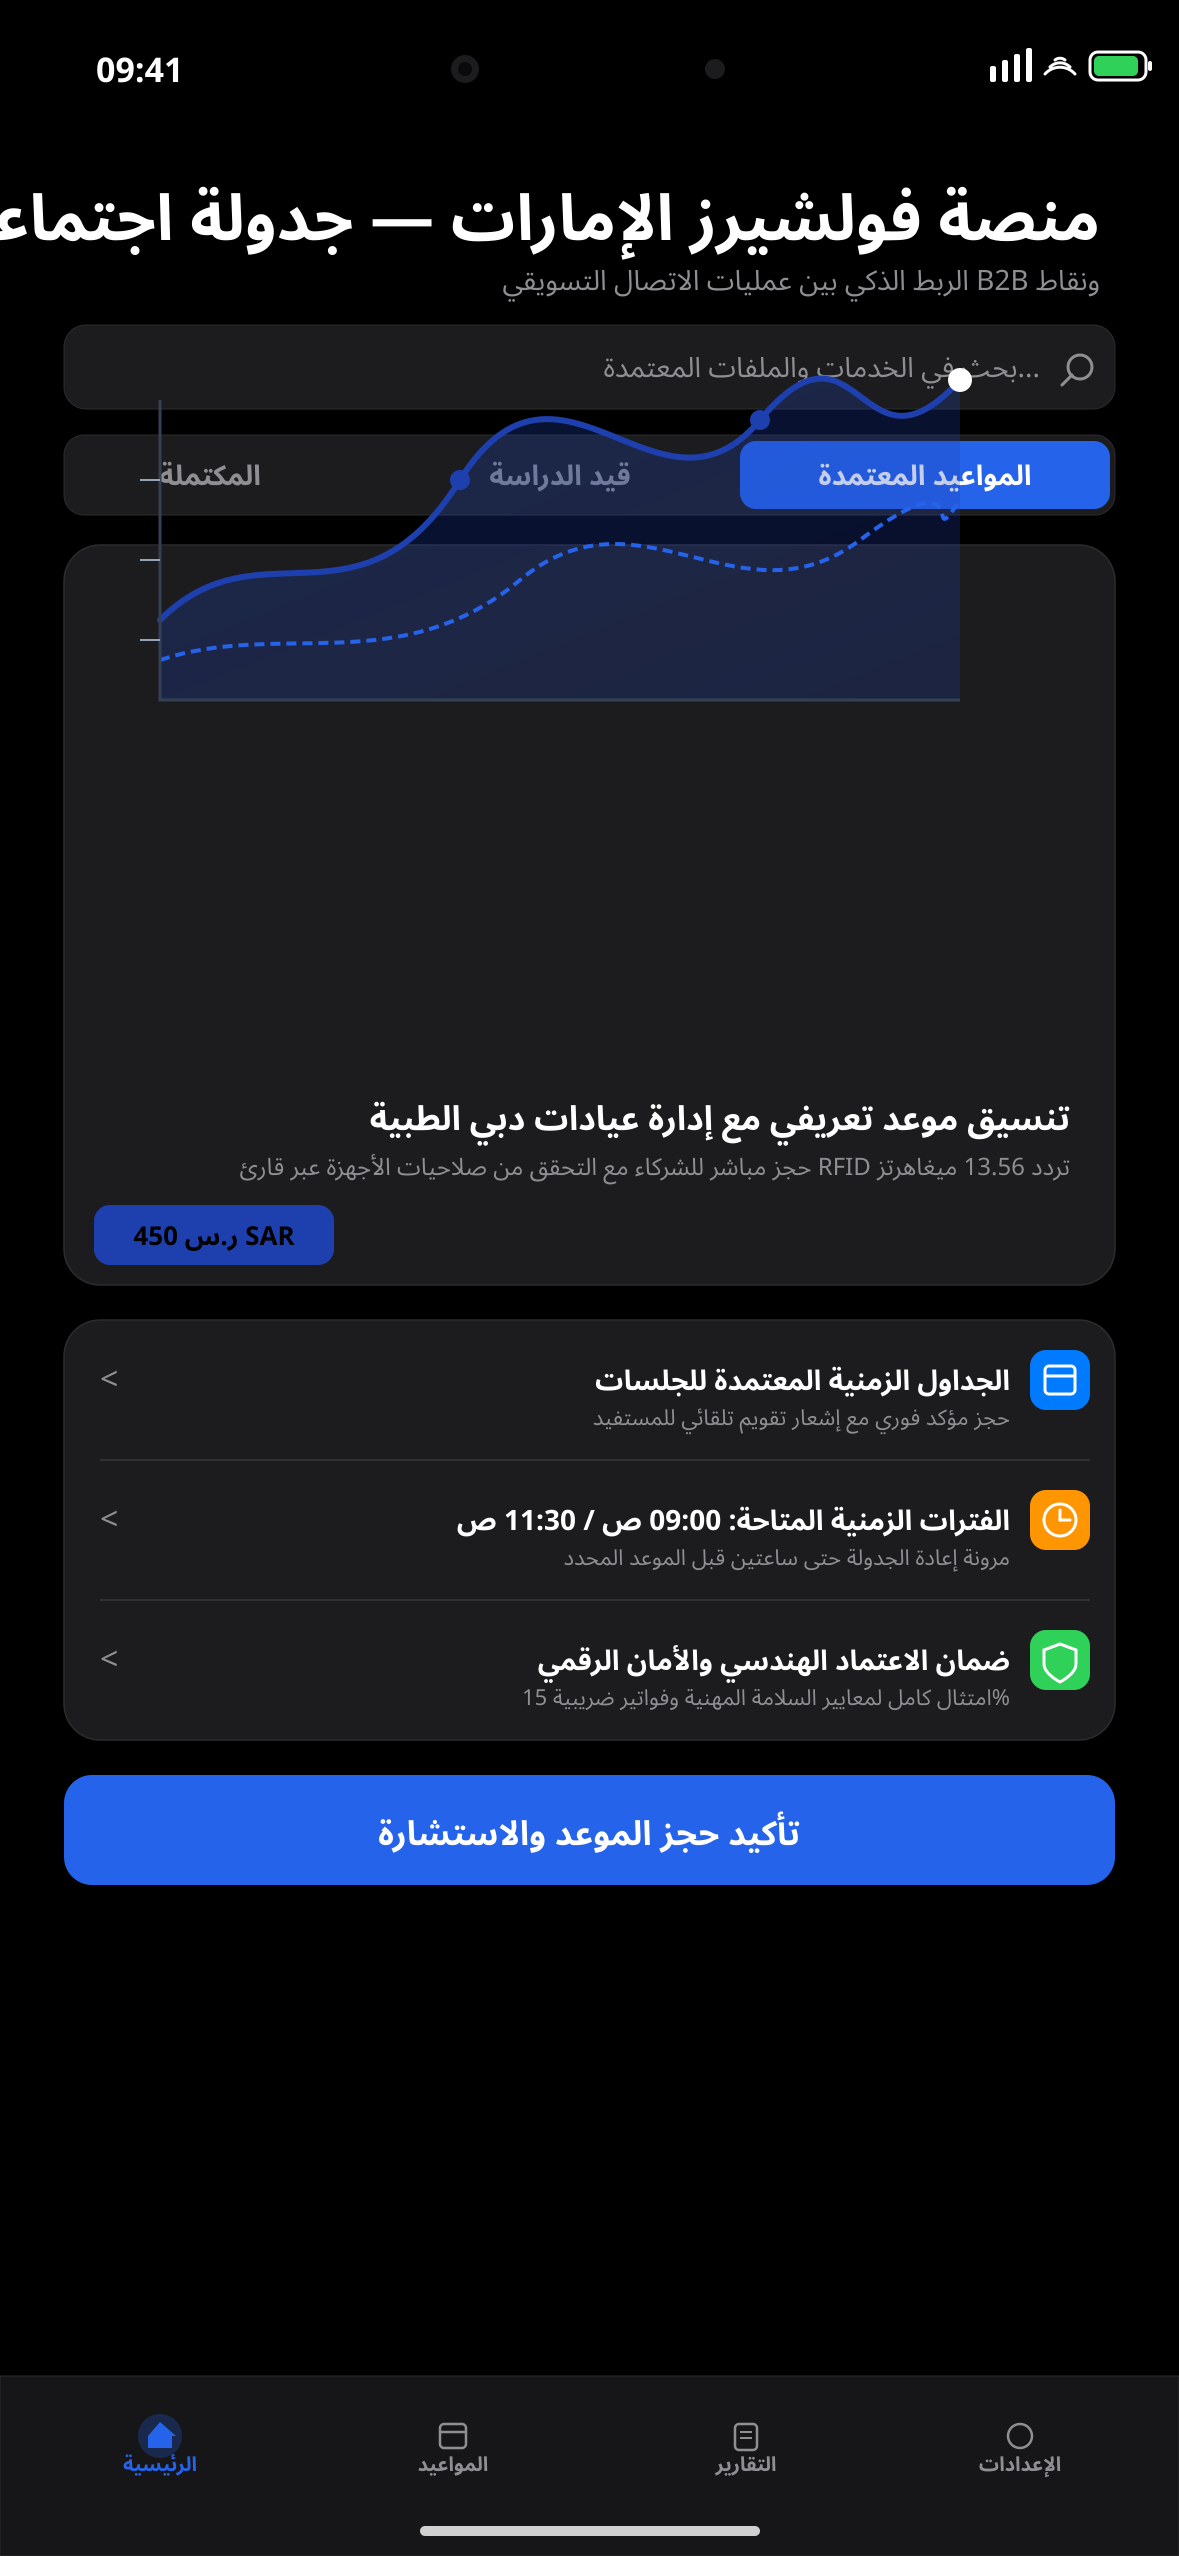 09:41
منصة فولشيرز الإمارات — جدولة اجتماع
ونقاط B2B الربط الذكي بين عمليات الاتصال التسويقي
...بحث في الخدمات والملفات المعتمدة
المواعيد المعتمدة
قيد الدراسة
المكتملة
تنسيق موعد تعريفي مع إدارة عيادات دبي الطبية
تردد 13.56 ميغاهرتز RFID حجز مباشر للشركاء مع التحقق من صلاحيات الأجهزة عبر قارئ
450 ر.س SAR
الجداول الزمنية المعتمدة للجلسات
حجز مؤكد فوري مع إشعار تقويم تلقائي للمستفيد
الفترات الزمنية المتاحة: 09:00 ص / 11:30 ص
مرونة إعادة الجدولة حتى ساعتين قبل الموعد المحدد
ضمان الاعتماد الهندسي والأمان الرقمي
%امتثال كامل لمعايير السلامة المهنية وفواتير ضريبية 15
تأكيد حجز الموعد والاستشارة
الإعدادات
التقارير
المواعيد
الرئيسية